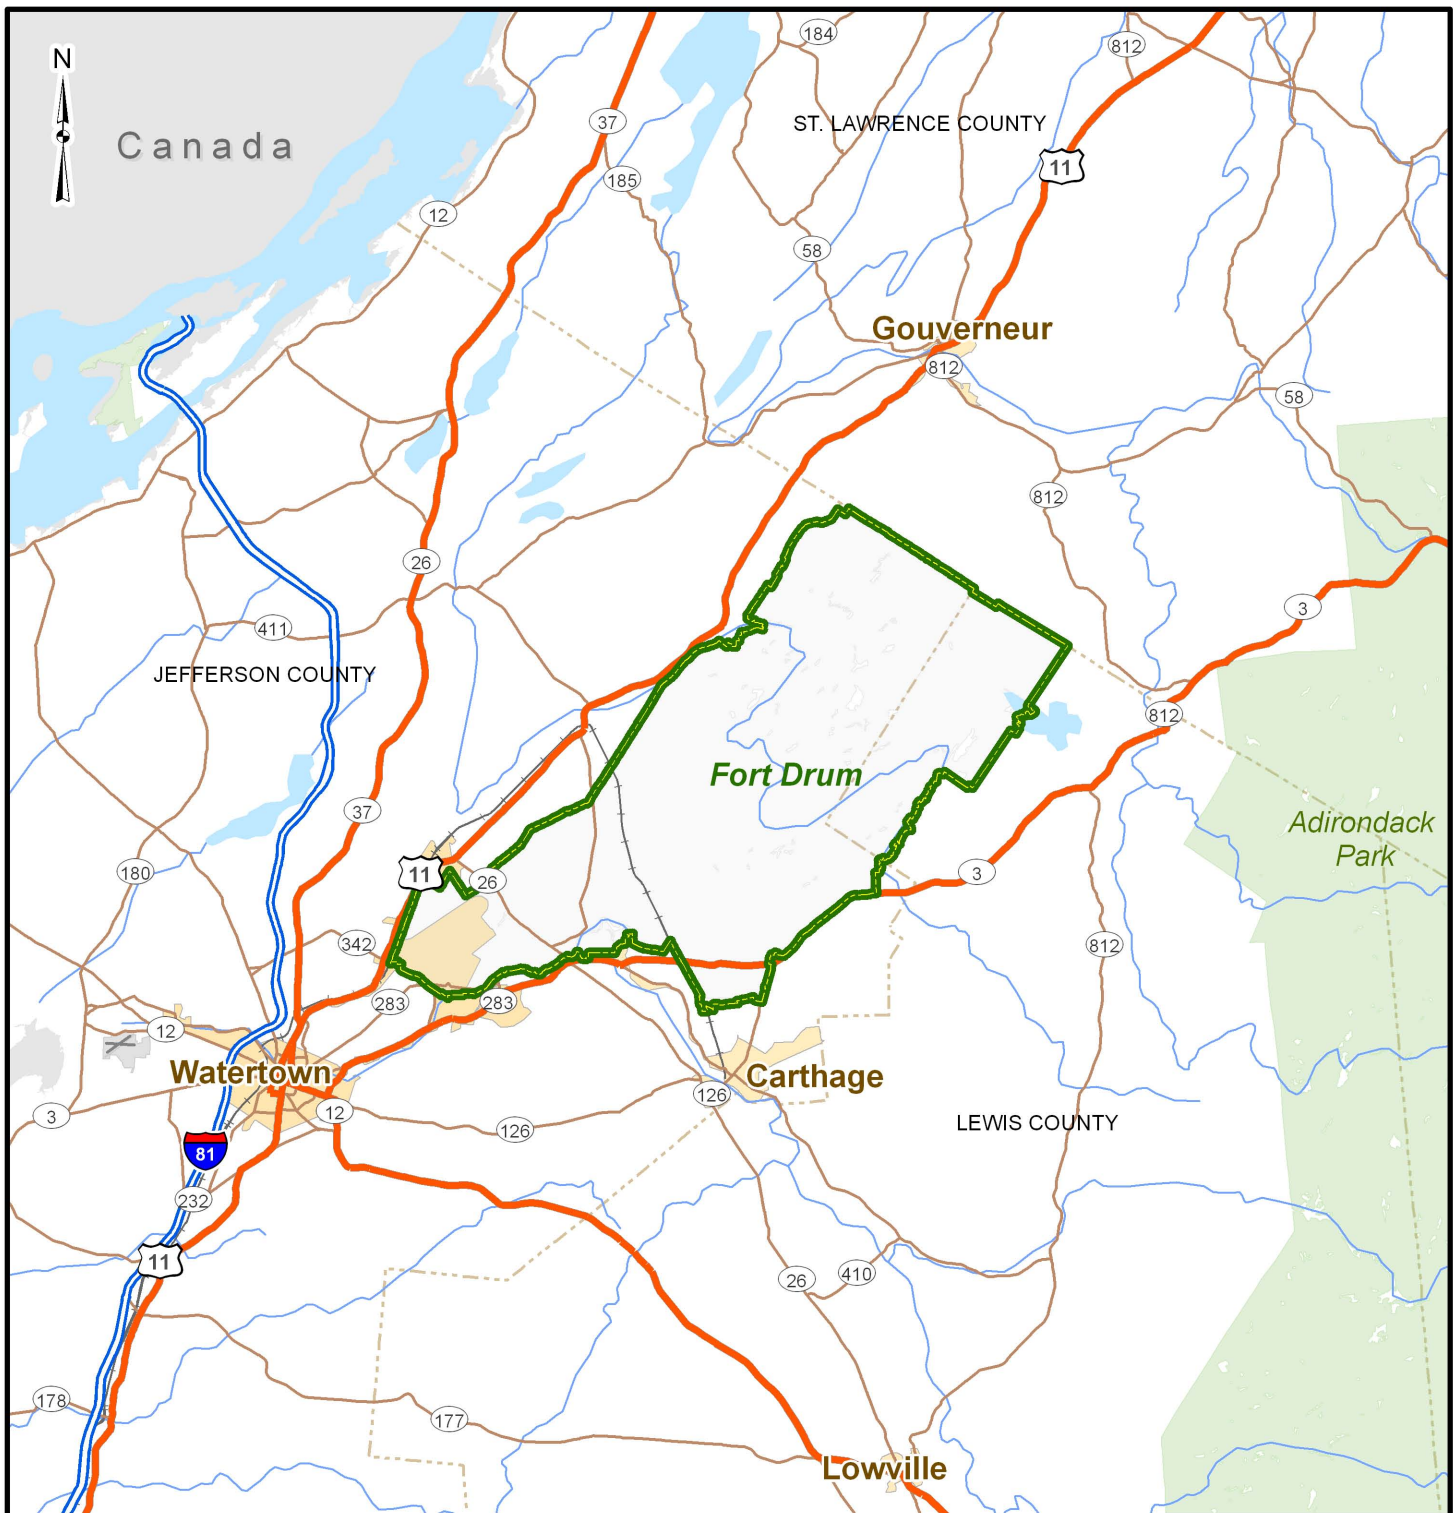 N
Canada
184
812
37
ST. LAWRENCE COUNTY
11
185
12
58
Gouverneur
812
58
812
26
3
411
JEFFERSON COUNTY
812
Fort Drum
37
Adirondack
Park
180
11
26
3
342
812
283
283
12
Watertown
Carthage
126
3
12
126
LEWIS COUNTY
81
232
11
26
410
178
177
Lowville